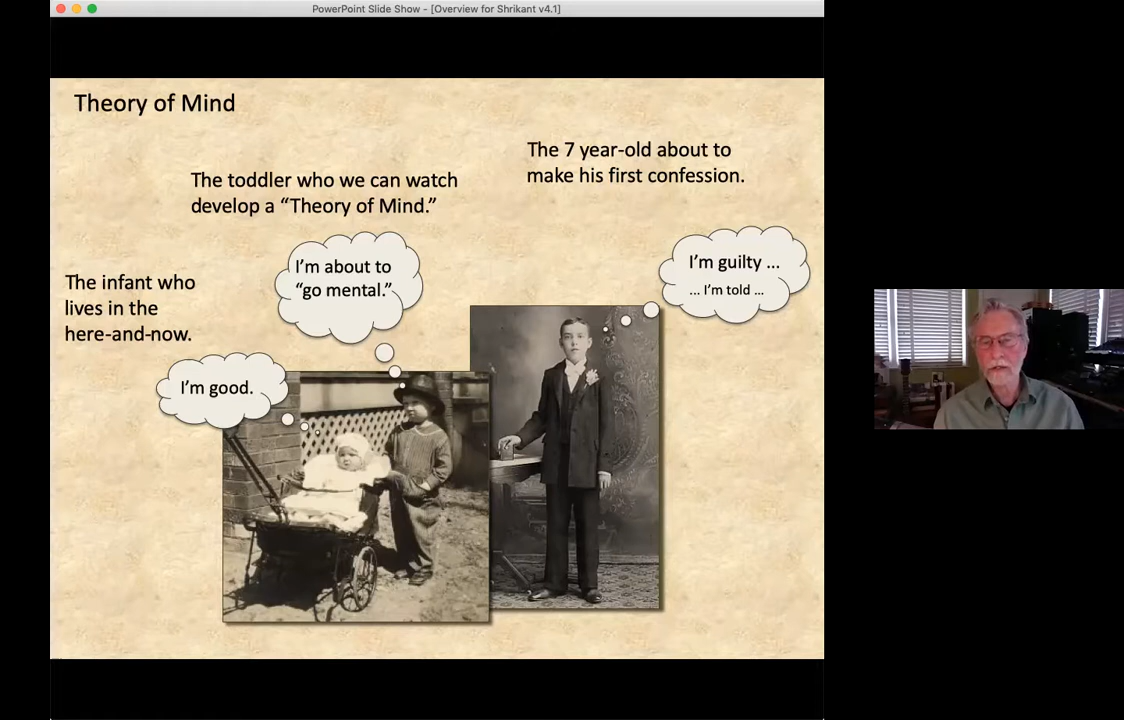 PowerPoint Slide Show - [Overview for Shrikant v4.1]
Theory of Mind
The infant who
lives in the
here-and-now.
I'm good.
The toddler who we can watch
develop a “Theory of Mind.”
I'm about to
“go mental.”
The 7 year-old about to
make his first confession.
I'm guilty ...
... I'm told ...